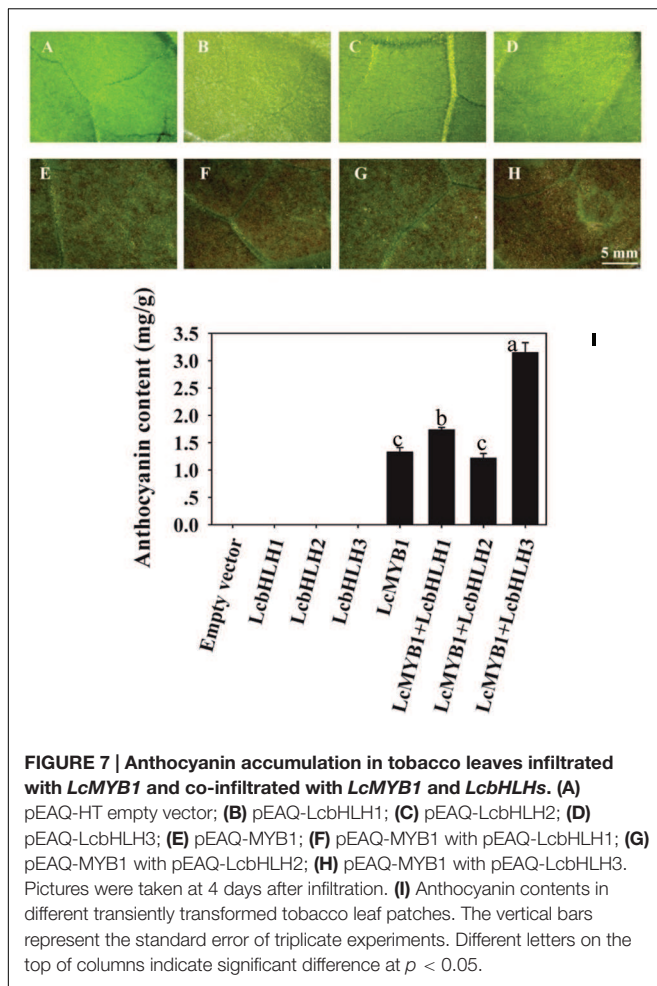 A B C D
E F G H
5 mm
I
Anthocyanin content (mg/g)
3.5
3.0
2.5
2.0
1.5
1.0
.5
0.0
c b c a
Empty vector
LcbHLH1
LcbHLH2
LcbHLH3
LcMYB1
LcMYB1+LcbHLH1
LcMYB1+LcbHLH2
LcMYB1+LcbHLH3
FIGURE 7 | Anthocyanin accumulation in tobacco leaves infiltrated
with LcMYB1 and co-infiltrated with LcMYB1 and LcbHLHs. (A)
pEAQ-HT empty vector; (B) pEAQ-LcbHLH1; (C) pEAQ-LcbHLH2; (D)
pEAQ-LcbHLH3; (E) pEAQ-MYB1; (F) pEAQ-MYB1 with pEAQ-LcbHLH1; (G)
pEAQ-MYB1 with pEAQ-LcbHLH2; (H) pEAQ-MYB1 with pEAQ-LcbHLH3.
Pictures were taken at 4 days after infiltration. (I) Anthocyanin contents in
different transiently transformed tobacco leaf patches. The vertical bars
represent the standard error of triplicate experiments. Different letters on the
top of columns indicate significant difference at p < 0.05.